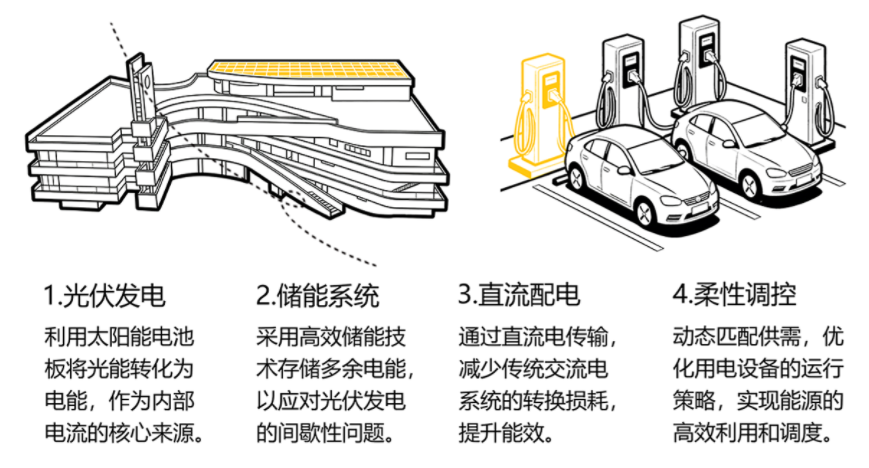 1.光伏发电
利用太阳能电池
板将光能转化为
电能，作为内部
电流的核心来源。
2.储能系统
采用高效储能技
术存储多余电能，
以应对光伏发电
的间歇性问题。
3.直流配电
通过直流电传输，
减少传统交流电
系统的转换损耗，
提升能效。
4.柔性调控
动态匹配供需，优
化用电设备的运行
策略，实现能源的
高效利用和调度。